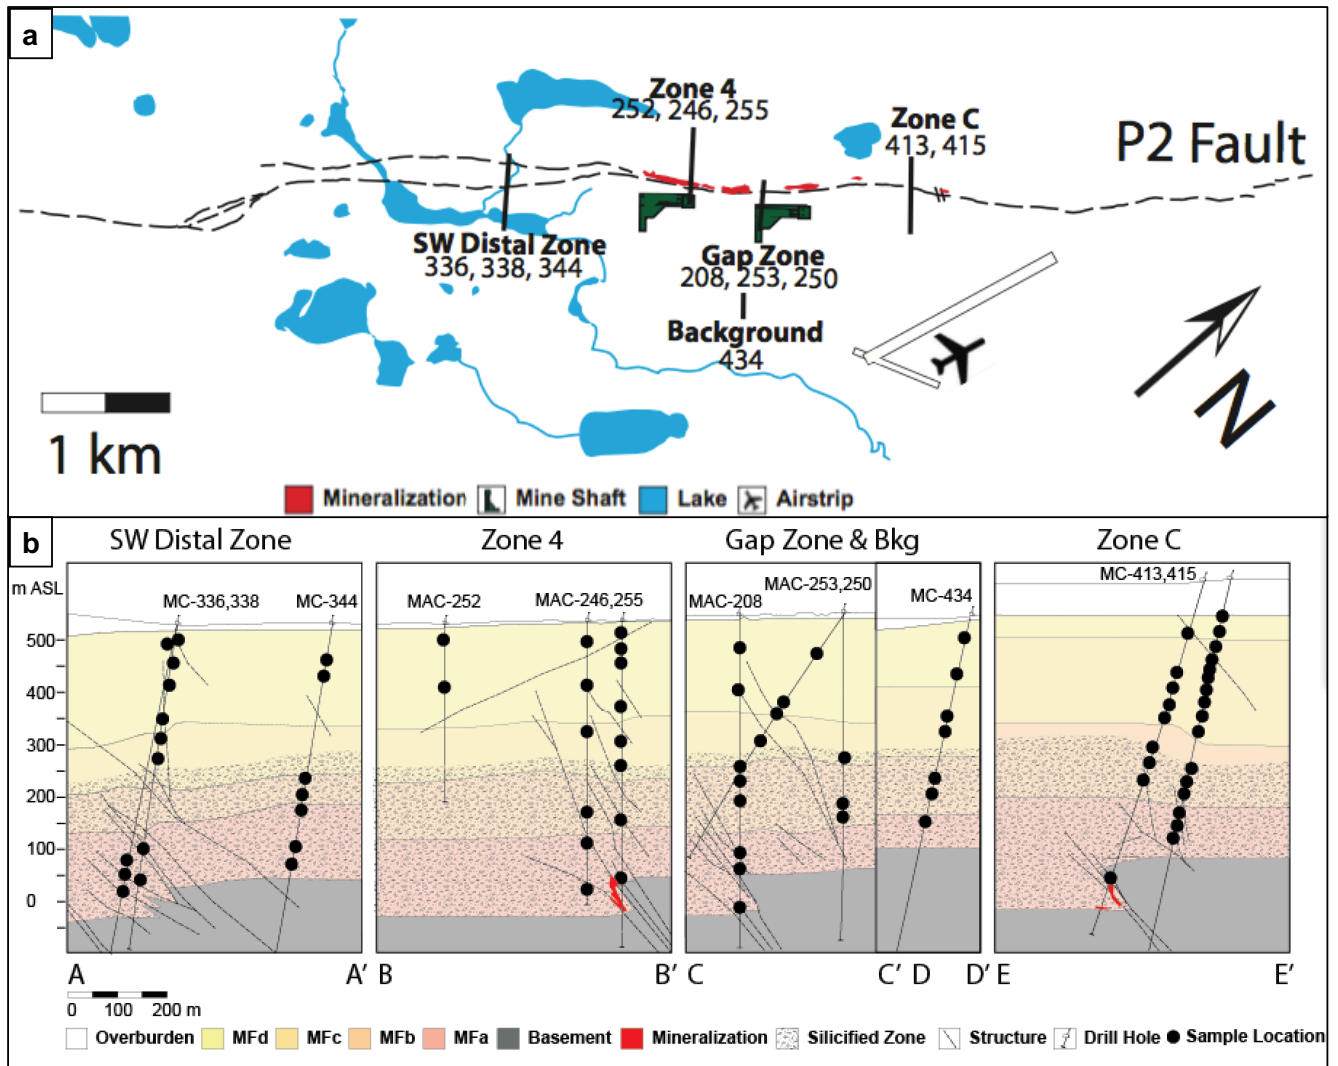 a
Zone 4
252, 246, 255
Zone C
413, 415
P2 Fault
SW Distal Zone
336, 338, 344
Gap Zone
208, 253, 250
Background
434
N
1 km
Mineralization Mine Shaft Lake Airstrip
b
SW Distal Zone Zone 4 Gap Zone & Bkg Zone C
m ASL
MC-336,338 MC-344 MAC-252 MAC-246,255 MAC-208 MAC-253,250 MC-434 MC-413,415
500
400
300
200
100
0
A A' B B' C C' D D' E E'
0 100 200 m
Overburden MFd MFc MFb MFa Basement Mineralization Silicified Zone Structure Drill Hole Sample Location